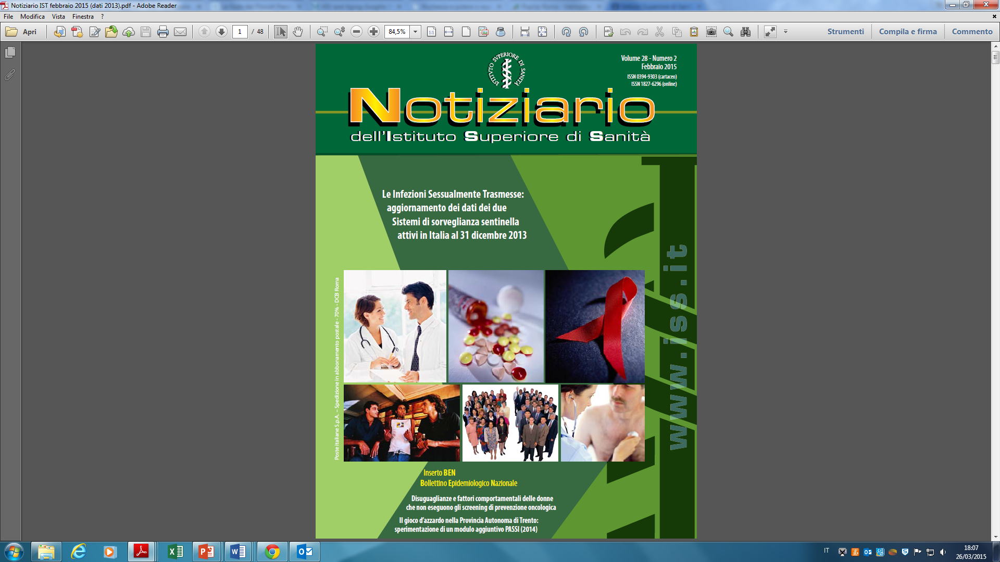 Notiziario IST febbraio 2015 (dati 2013).pdf - Adobe Reader
File Modifica Vista Finestra ?
Apri 1 / 48 84,5% Strumenti Compila e firma Commento
ISTITUTO SVPERIORE DI SANITÀ
Volume 28 - Numero 2
Febbraio 2015
ISSN 0394-9303 (cartaceo)
ISSN 1827-6296 (online)
Notiziario
dell'Istituto Superiore di Sanità
Le Infezioni Sessualmente Trasmesse:
aggiornamento dei dati dei due
Sistemi di sorveglianza sentinella
attivi in Italia al 31 dicembre 2013
Poste italiane S.p.A. – Spedizione in abbonamento postale - 70% - DCB Roma
www.iss.it
Inserto BEN
Bollettino Epidemiologico Nazionale
Disuguaglianze e fattori comportamentali delle donne
che non eseguono gli screening di prevenzione oncologica
Il gioco d'azzardo nella Provincia Autonoma di Trento:
sperimentazione di un modulo aggiuntivo PASSI (2014)
IT
18:07
26/03/2015